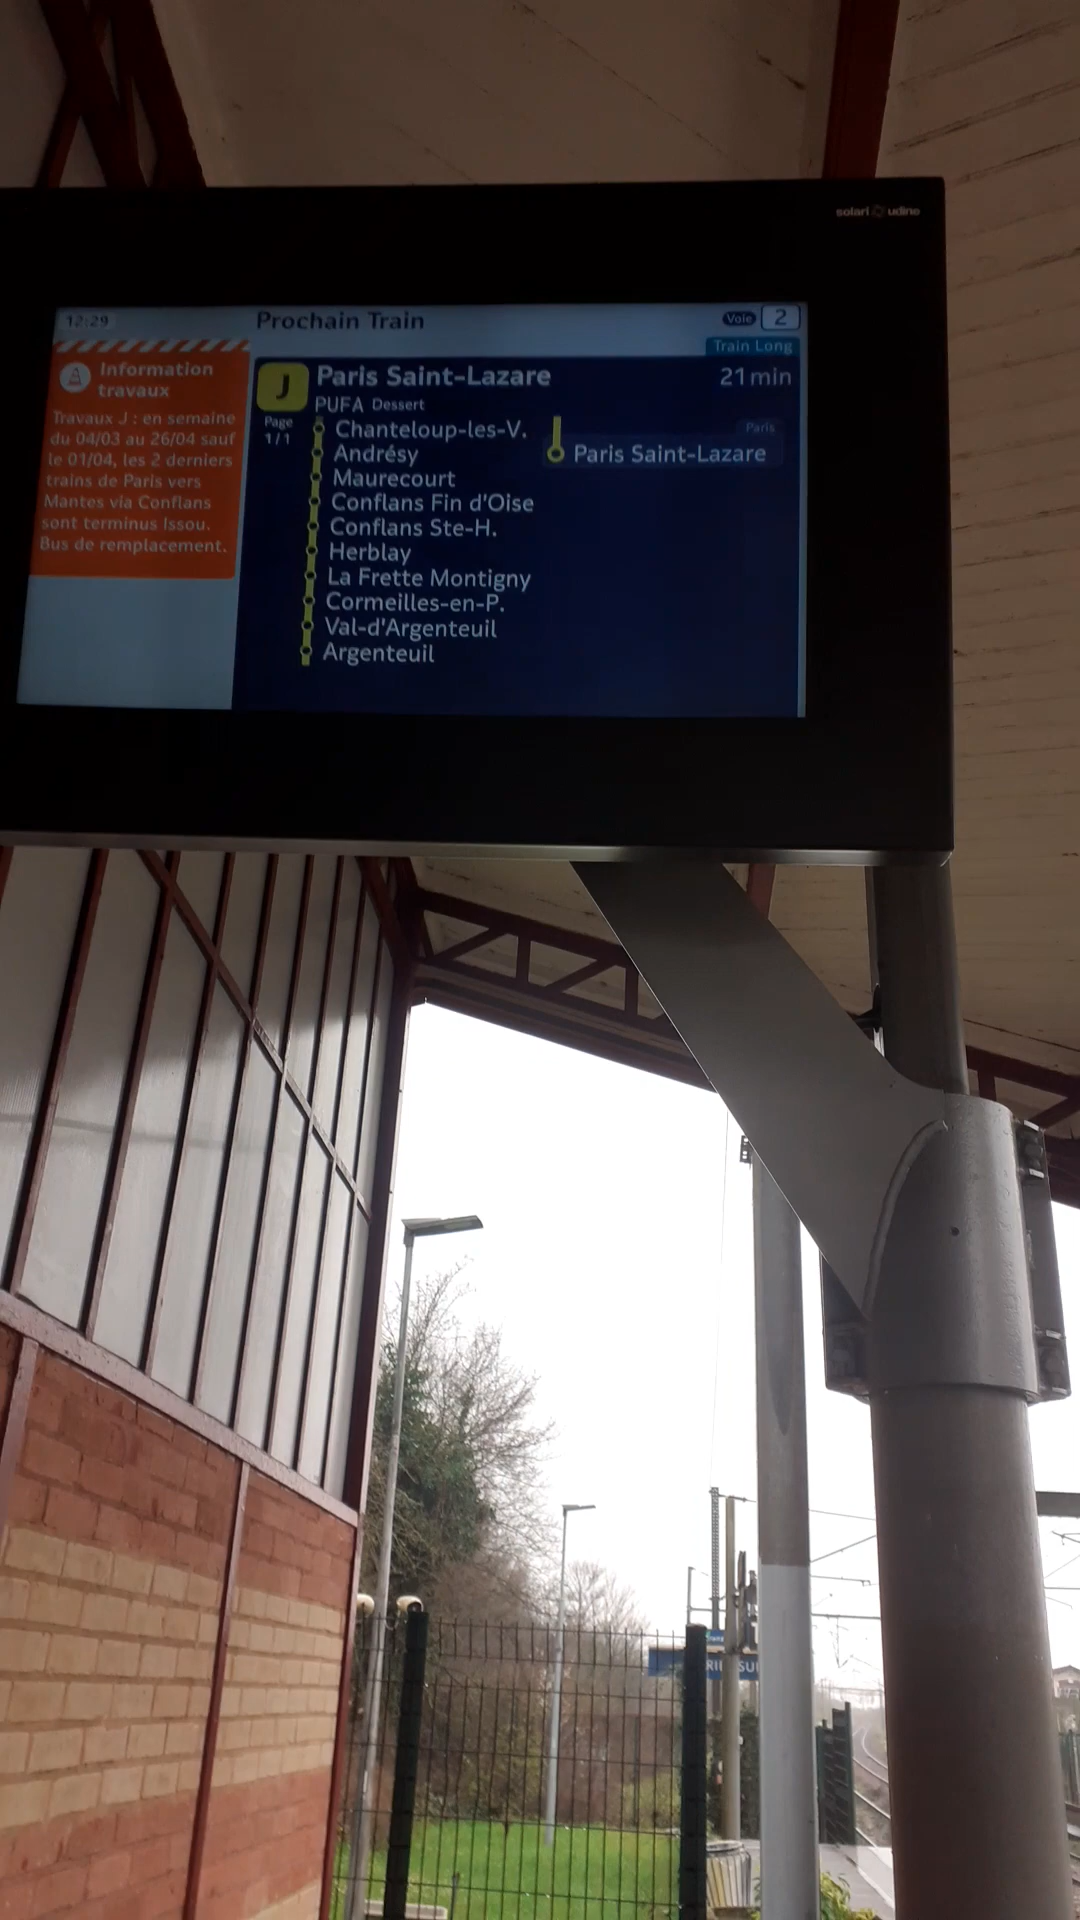 solari udine
12:29
Prochain Train
Voie 2
Train Long
Information
travaux
Travaux J : en semaine
du 04/03 au 26/04 sauf
le 01/04, les 2 derniers
trains de Paris vers
Mantes via Conflans
sont terminus Issou.
Bus de remplacement.
J
Paris Saint-Lazare
21 min
PUFA Dessert
Page
1/1
Chanteloup-les-V.
Andrésy
Maurecourt
Conflans Fin d'Oise
Conflans Ste-H.
Herblay
La Frette Montigny
Cormeilles-en-P.
Val-d'Argenteuil
Argenteuil
Paris
Paris Saint-Lazare